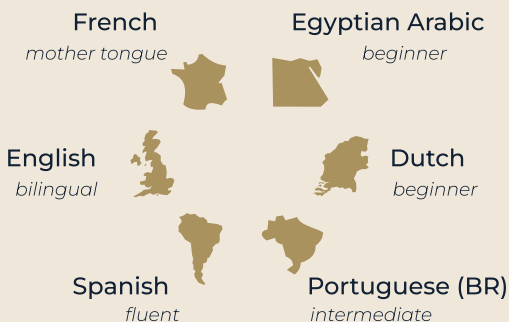 French
mother tongue
Egyptian Arabic
beginner
English
bilingual
Dutch
beginner
Spanish
fluent
Portuguese (BR)
intermediate